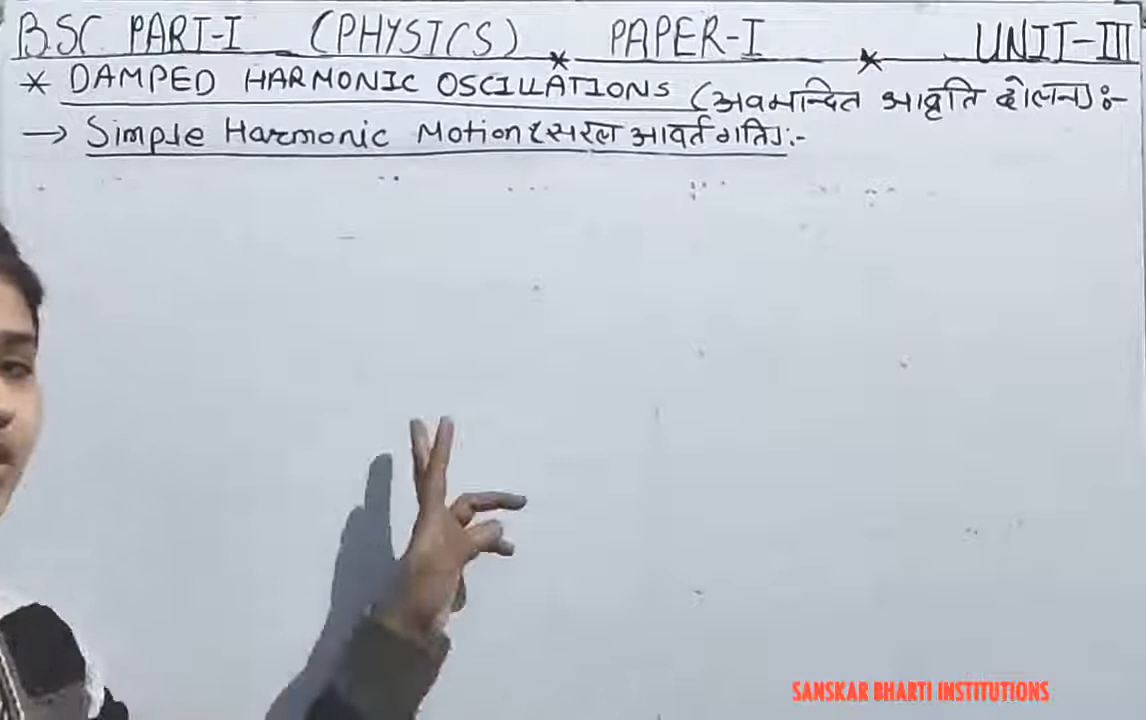 BSC PART-I (PHYSICS) * PAPER-I * UNIT-III
* DAMPED HARMONIC OSCILLATIONS (अवमन्दित आवृति दोलन):-
→ Simple Harmonic Motion (सरल आवर्त गति):-
SANSKAR BHARTI INSTITUTIONS